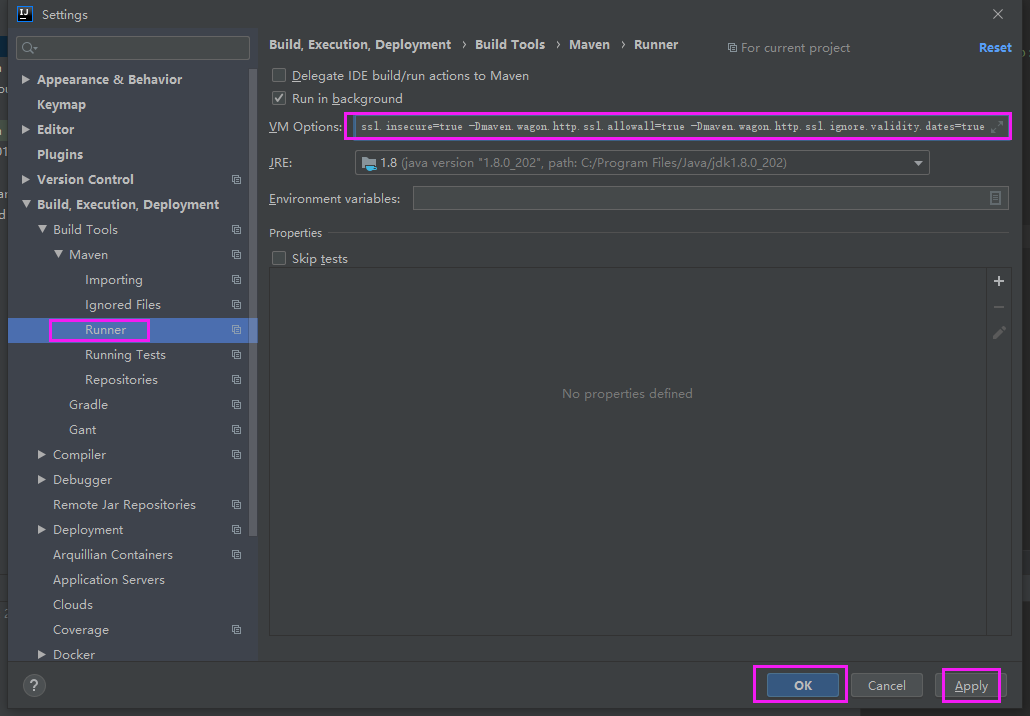 IJ Settings
Build, Execution, Deployment › Build Tools › Maven › Runner For current project Reset
Delegate IDE build/run actions to Maven
Run in background
VM Options: ssl.insecure=true -Dmaven.wagon.http.ssl.allowall=true -Dmaven.wagon.http.ssl.ignore.validity.dates=true
JRE: 1.8 (java version "1.8.0_202", path: C:/Program Files/Java/jdk1.8.0_202)
Environment variables:
Properties
Skip tests
No properties defined
Appearance & Behavior
Keymap
Editor
Plugins
Version Control
Build, Execution, Deployment
Build Tools
Maven
Importing
Ignored Files
Runner
Running Tests
Repositories
Gradle
Gant
Compiler
Debugger
Remote Jar Repositories
Deployment
Arquillian Containers
Application Servers
Clouds
Coverage
Docker
? OK Cancel Apply